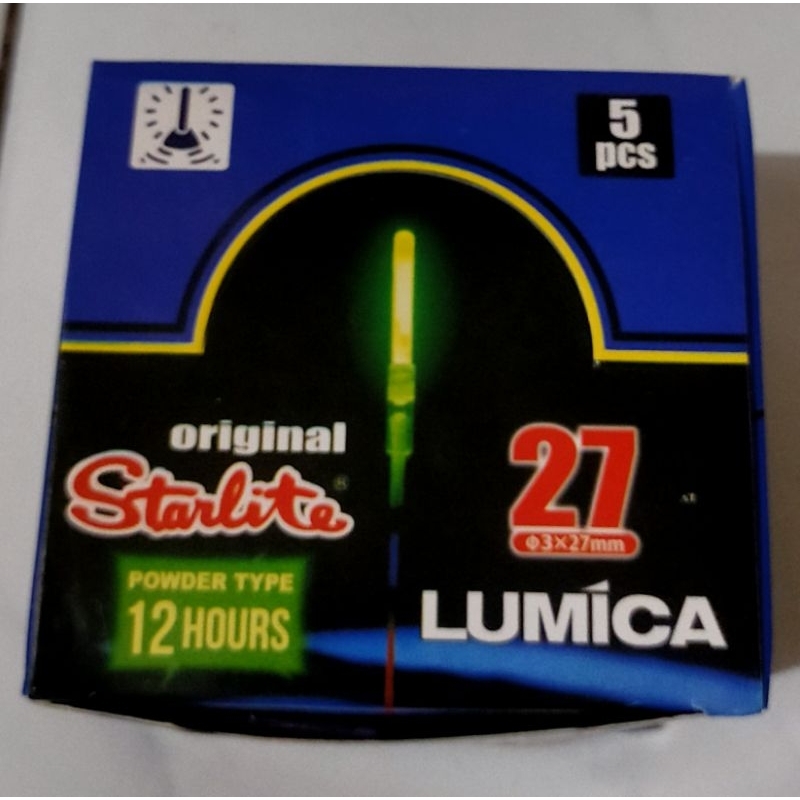 5
pcs
original
Starlite®
27
Φ3×27mm
POWDER TYPE
12 HOURS
LUMICA